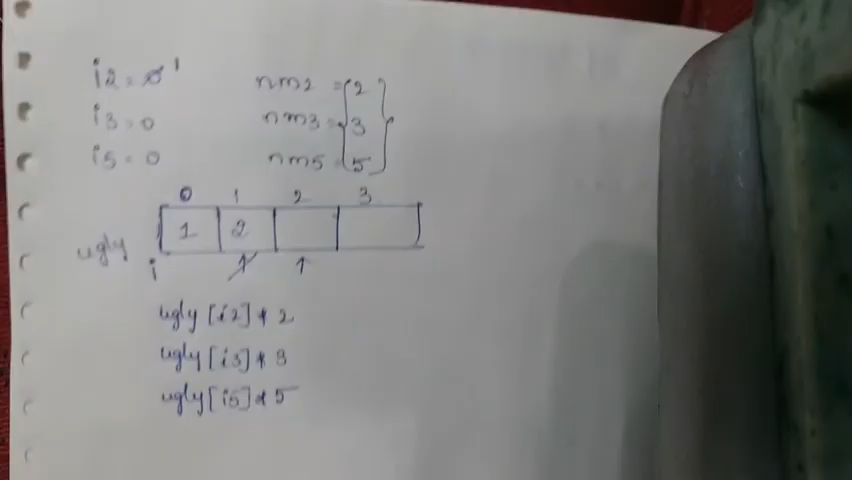 i2 = 0 1 nm2 = 2
i3 = 0 nm3 = 3
i5 = 0 nm5 = 5
0 1 2 3
ugly 1 2
i ↑ ↑
ugly [i2] * 2
ugly [i3] * 3
ugly [i5] * 5